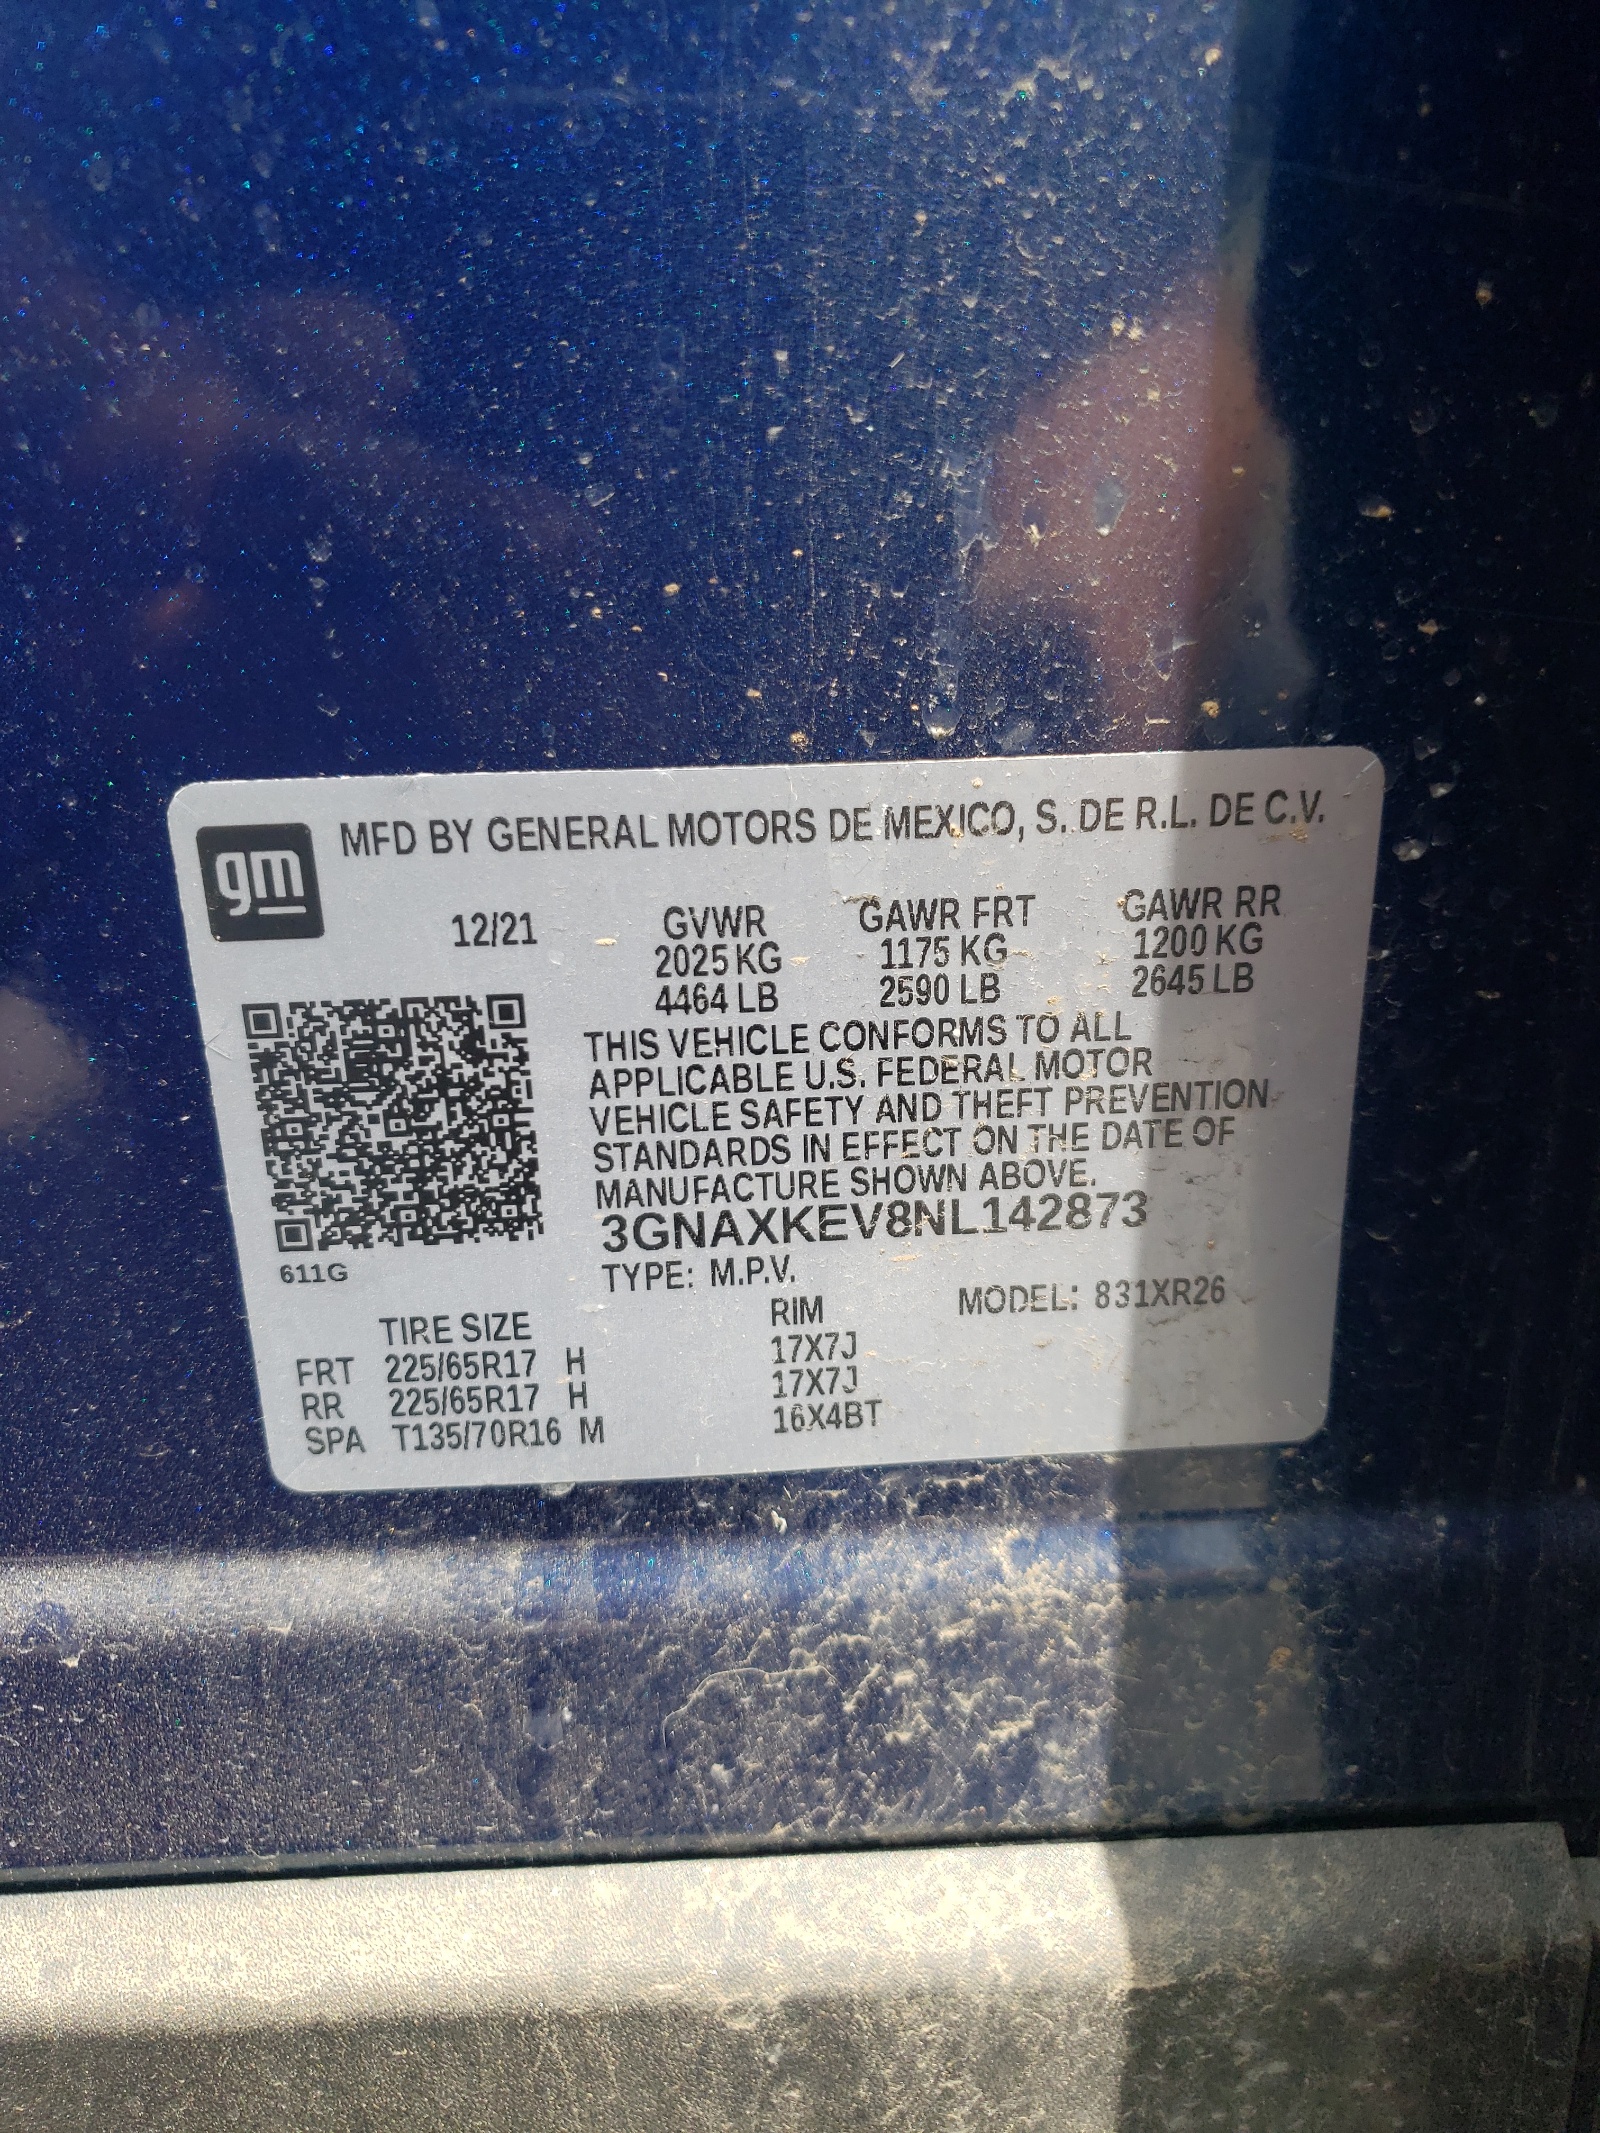 gm MFD BY GENERAL MOTORS DE MEXICO, S. DE R.L. DE C.V.
12/21 GVWR GAWR FRT GAWR RR
2025 KG 1175 KG 1200 KG
4464 LB 2590 LB 2645 LB
THIS VEHICLE CONFORMS TO ALL
APPLICABLE U.S. FEDERAL MOTOR
VEHICLE SAFETY AND THEFT PREVENTION
STANDARDS IN EFFECT ON THE DATE OF
MANUFACTURE SHOWN ABOVE.
3GNAXKEV8NL142873
611G
TYPE: M.P.V. MODEL: 831XR26
TIRE SIZE RIM
FRT 225/65R17 H 17X7J
RR 225/65R17 H 17X7J
SPA T135/70R16 M 16X4BT